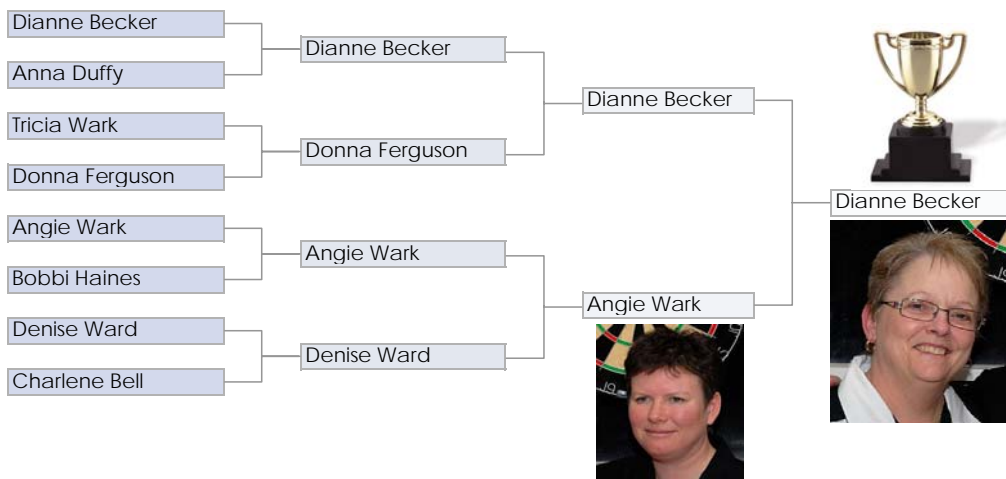 Dianne Becker
Anna Duffy
Tricia Wark
Donna Ferguson
Angie Wark
Bobbi Haines
Denise Ward
Charlene Bell
Dianne Becker
Donna Ferguson
Angie Wark
Denise Ward
Dianne Becker
Angie Wark
Dianne Becker